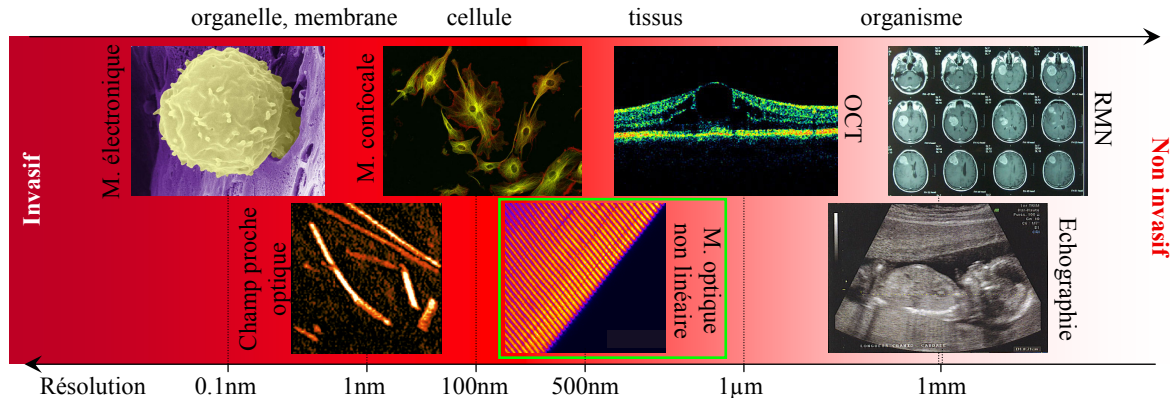 organelle, membrane
cellule
tissus
organisme
M. électronique
M. confocale
OCT
RMN
Invasif
Non invasif
Champ proche
optique
M. optique
non linéaire
Echographie
Résolution
0.1nm
1nm
100nm
500nm
1µm
1mm